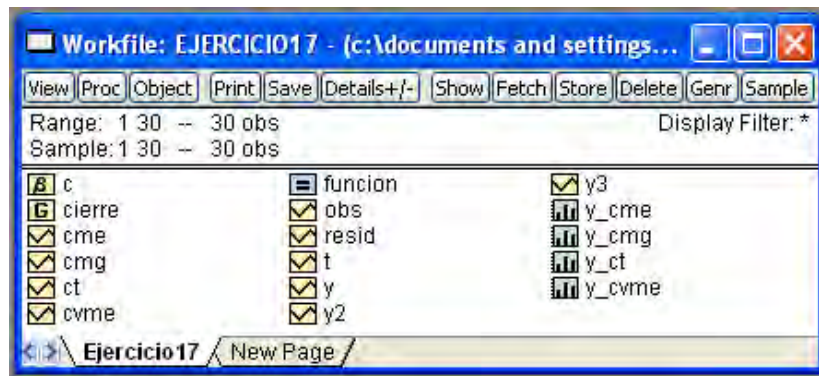 Workfile: EJERCICIO17 - (c:\documents and settings...
View Proc Object Print Save Details+/- Show Fetch Store Delete Genr Sample
Range: 1 30 -- 30 obs Display Filter: *
Sample: 1 30 -- 30 obs
c
cierre
cme
cmg
ct
cvme
funcion
obs
resid
t
y
y2
y3
y_cme
y_cmg
y_ct
y_cvme
Ejercicio17 New Page